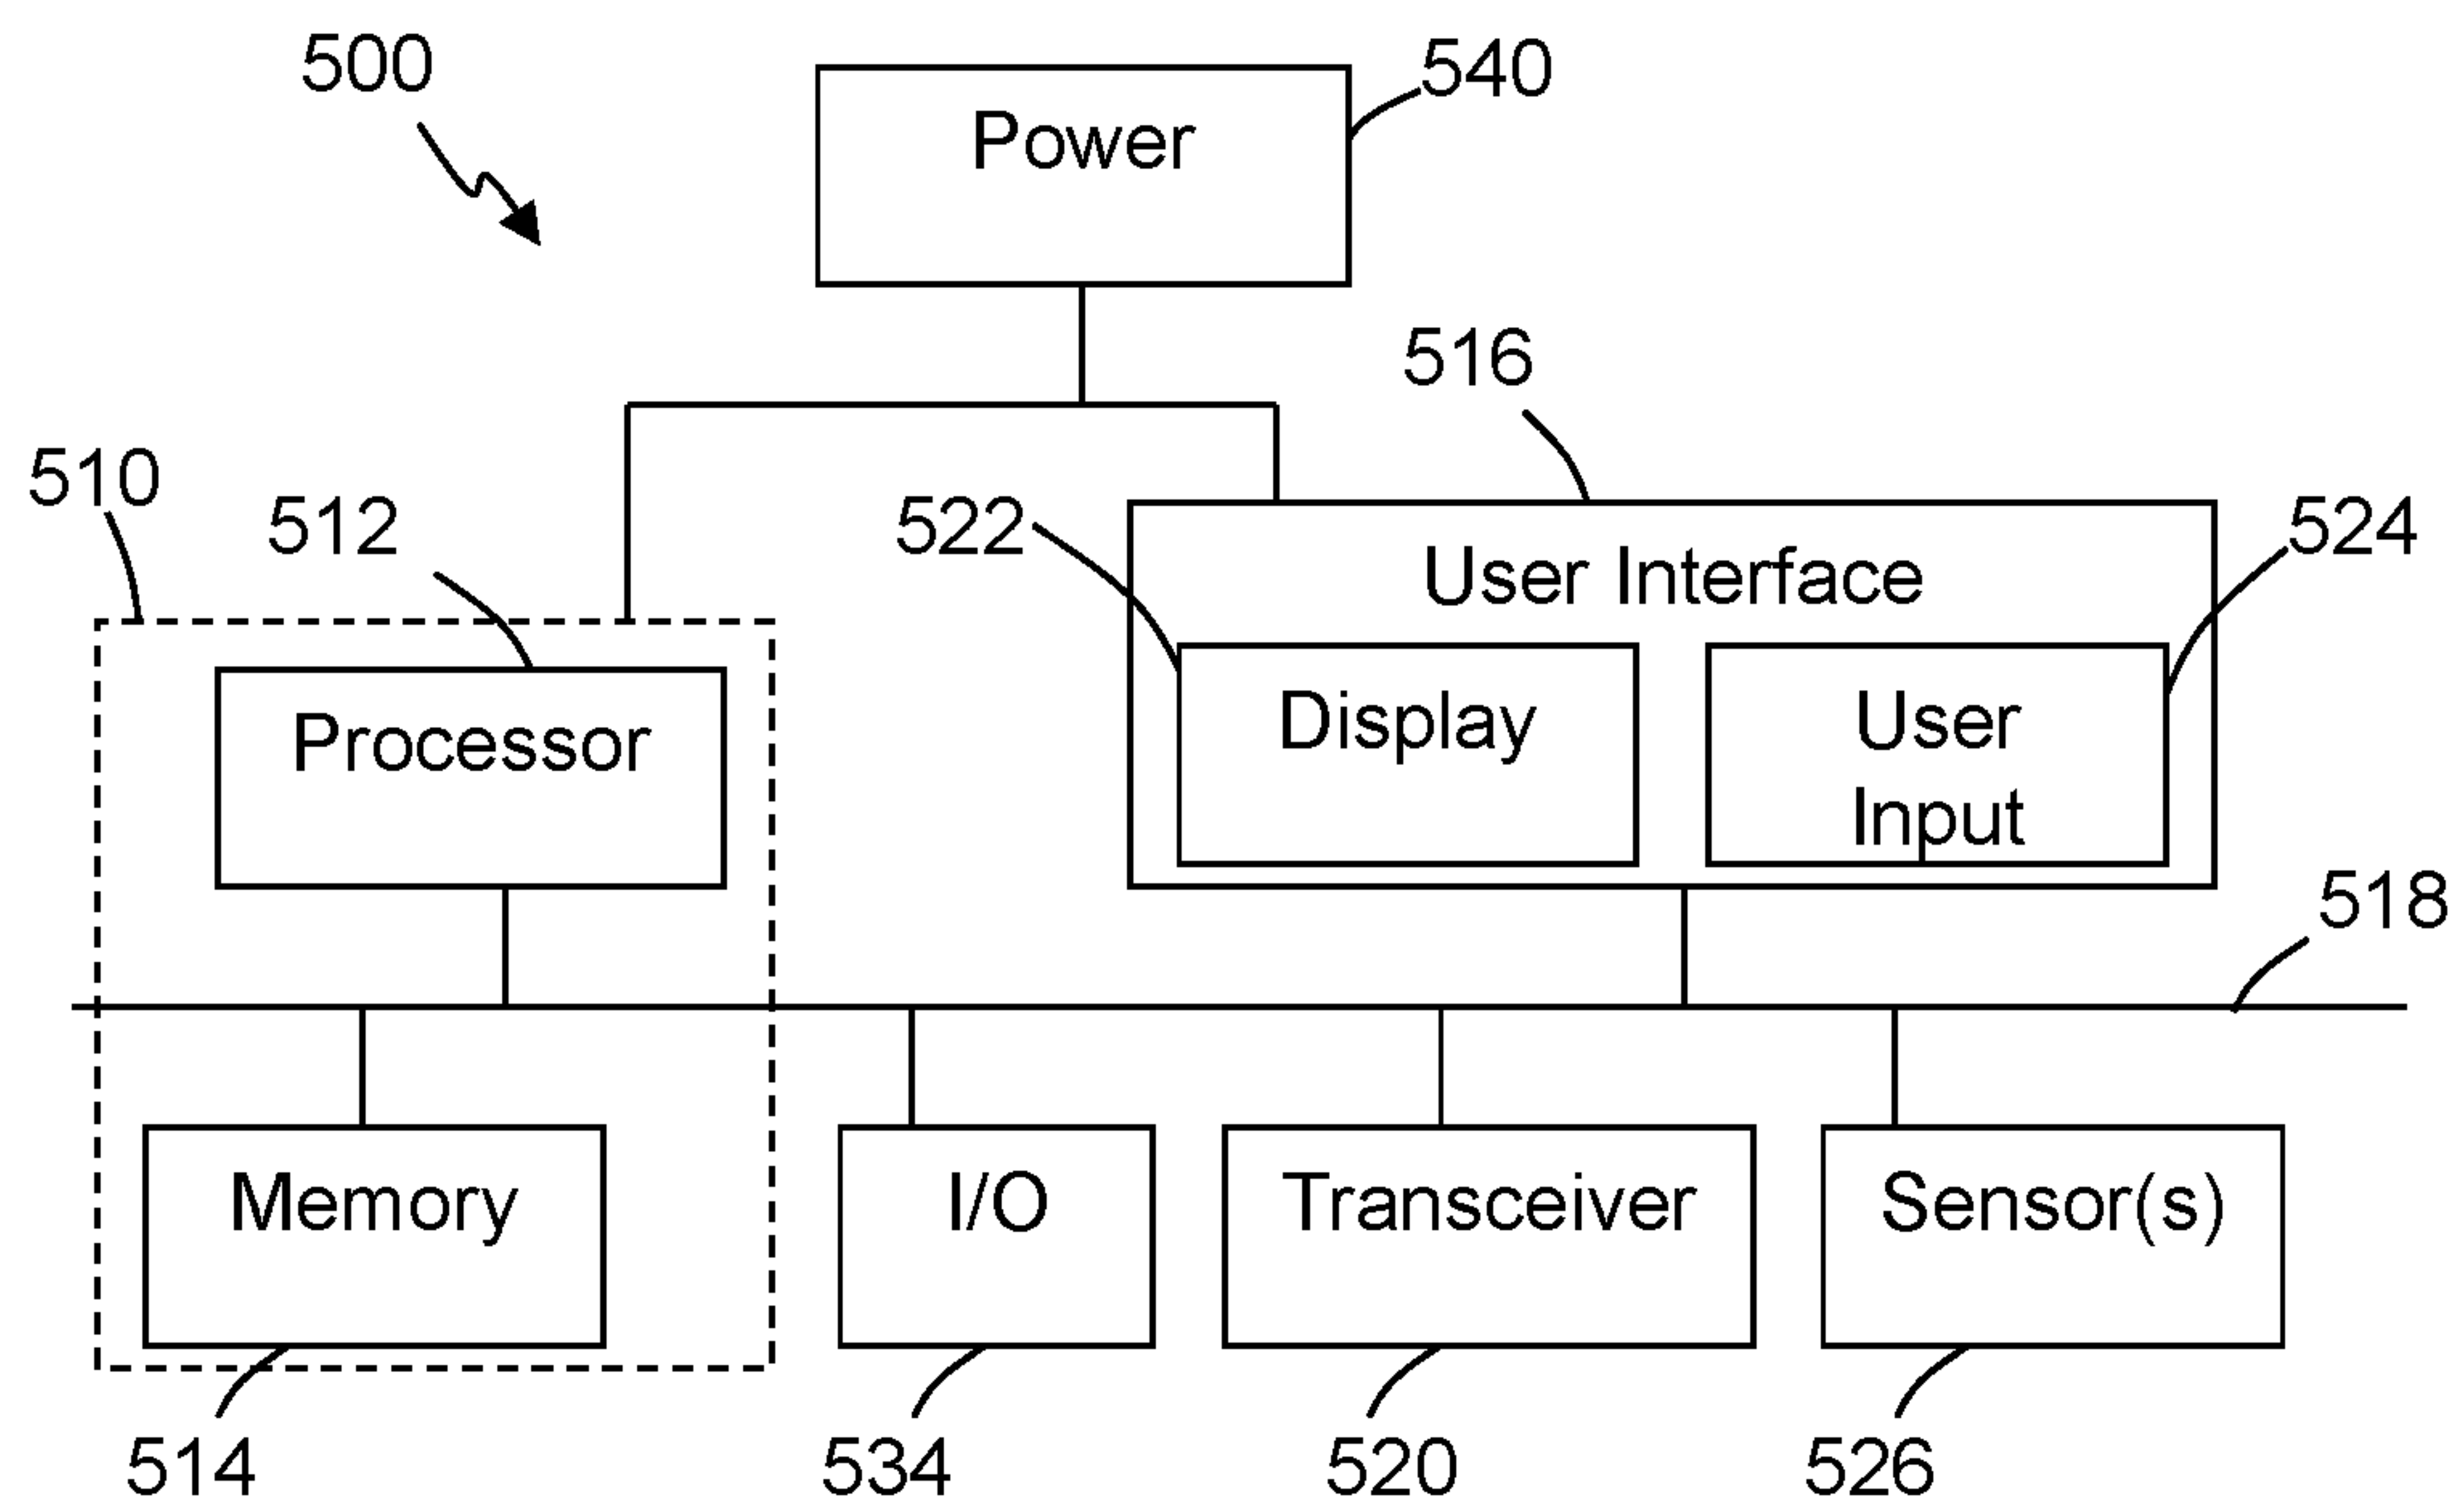 500
540
Power
516
510
512
522
524
User Interface
Processor
Display
User
Input
518
Memory
I/O
Transceiver
Sensor(s)
514
534
520
526